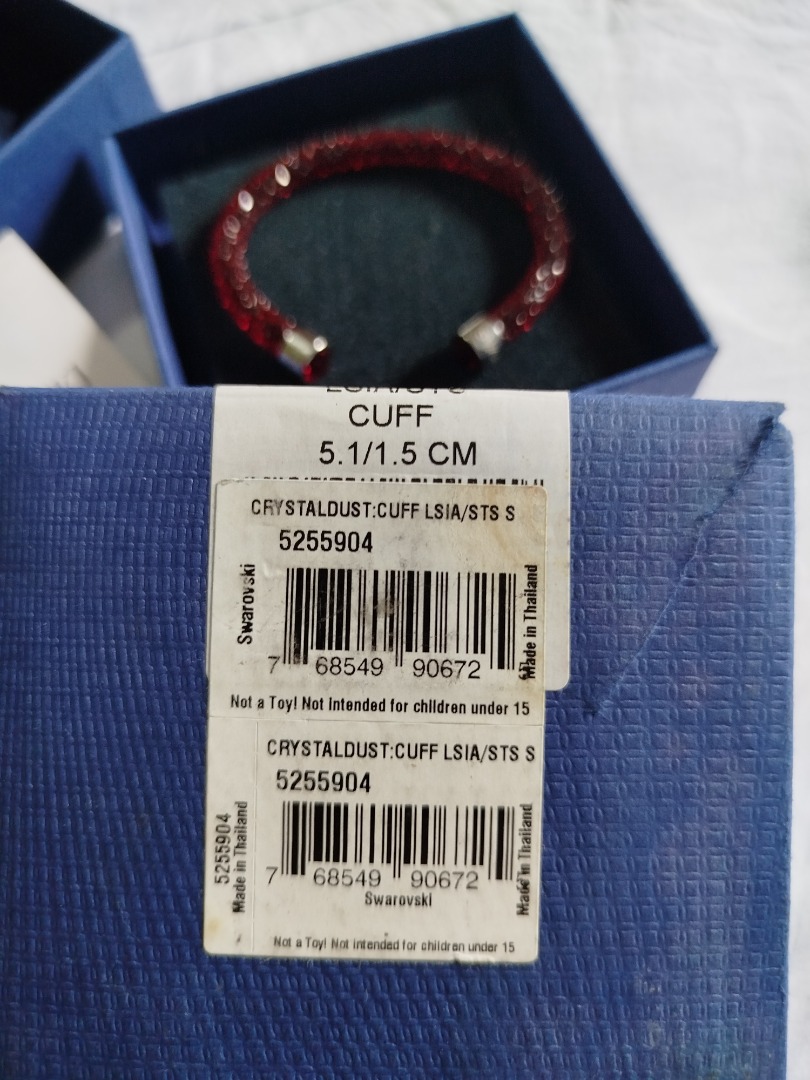 LSIA/STS
CUFF
5.1/1.5 CM
CRYSTALDUST:CUFF LSIA/STS S
5255904
Swarovski
Made in Thailand
7 68549 90672
Not a Toy! Not intended for children under 15
CRYSTALDUST:CUFF LSIA/STS S
5255904
5255904
Made in Thailand
Made in Thailand
7 68549 90672
Swarovski
Not a Toy! Not intended for children under 15